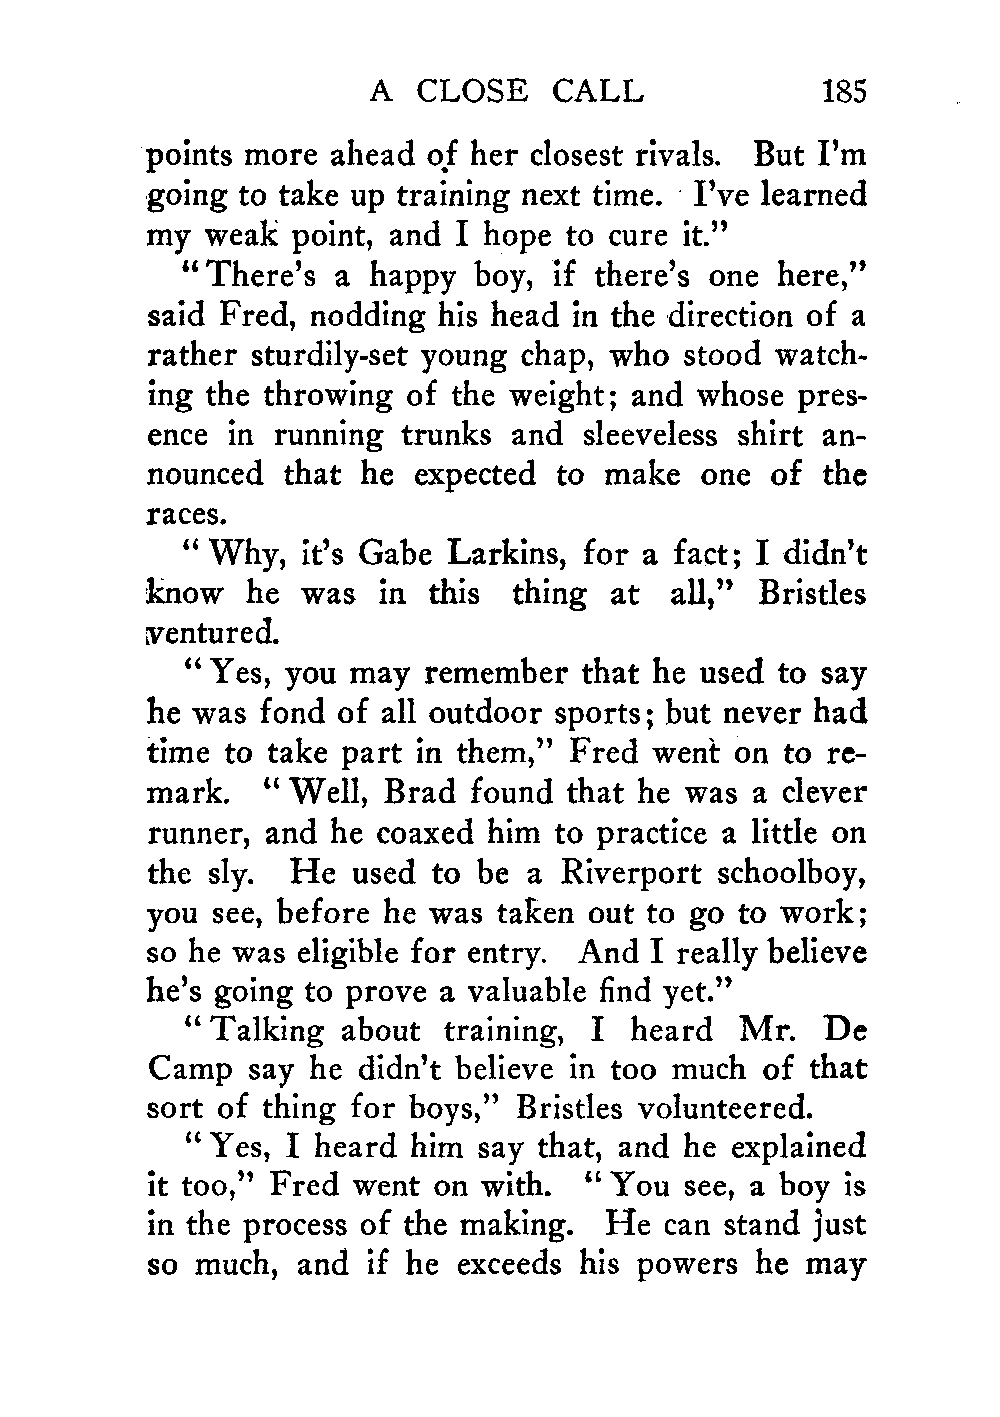 A CLOSE CALL 185
points more ahead of her closest rivals. But I'm
going to take up training next time. I've learned
my weak point, and I hope to cure it."
"There's a happy boy, if there's one here,"
said Fred, nodding his head in the direction of a
rather sturdily-set young chap, who stood watch-
ing the throwing of the weight; and whose pres-
ence in running trunks and sleeveless shirt an-
nounced that he expected to make one of the
races.
"Why, it's Gabe Larkins, for a fact; I didn't
know he was in this thing at all," Bristles
ventured.
"Yes, you may remember that he used to say
he was fond of all outdoor sports; but never had
time to take part in them," Fred went on to re-
mark. "Well, Brad found that he was a clever
runner, and he coaxed him to practice a little on
the sly. He used to be a Riverport schoolboy,
you see, before he was taken out to go to work;
so he was eligible for entry. And I really believe
he's going to prove a valuable find yet."
"Talking about training, I heard Mr. De
Camp say he didn't believe in too much of that
sort of thing for boys," Bristles volunteered.
"Yes, I heard him say that, and he explained
it too," Fred went on with. "You see, a boy is
in the process of the making. He can stand just
so much, and if he exceeds his powers he may